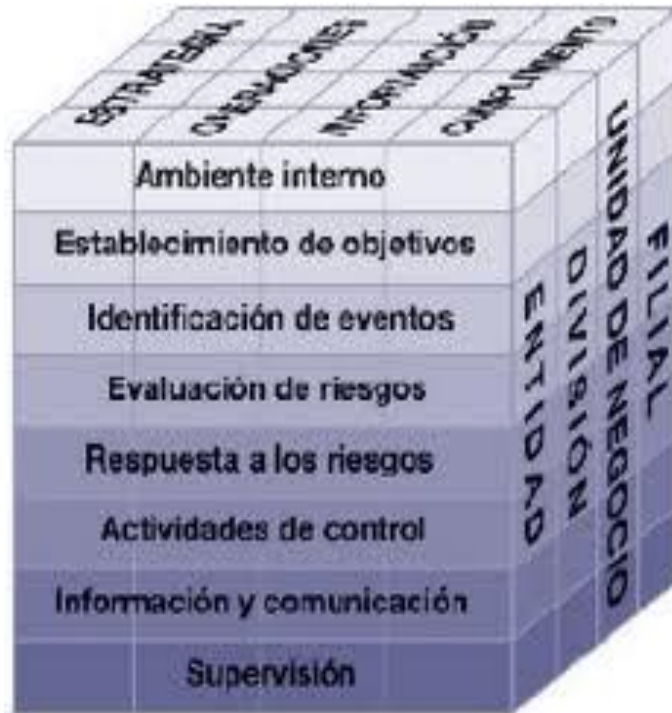 ESTRATEGIA
OPERACIONES
INFORMACIÓN
CUMPLIMIENTO
Ambiente interno
Establecimiento de objetivos
Identificación de eventos
Evaluación de riesgos
Respuesta a los riesgos
Actividades de control
Información y comunicación
Supervisión
ENTIDAD
DIVISIÓN
UNIDAD DE NEGOCIO
FILIAL